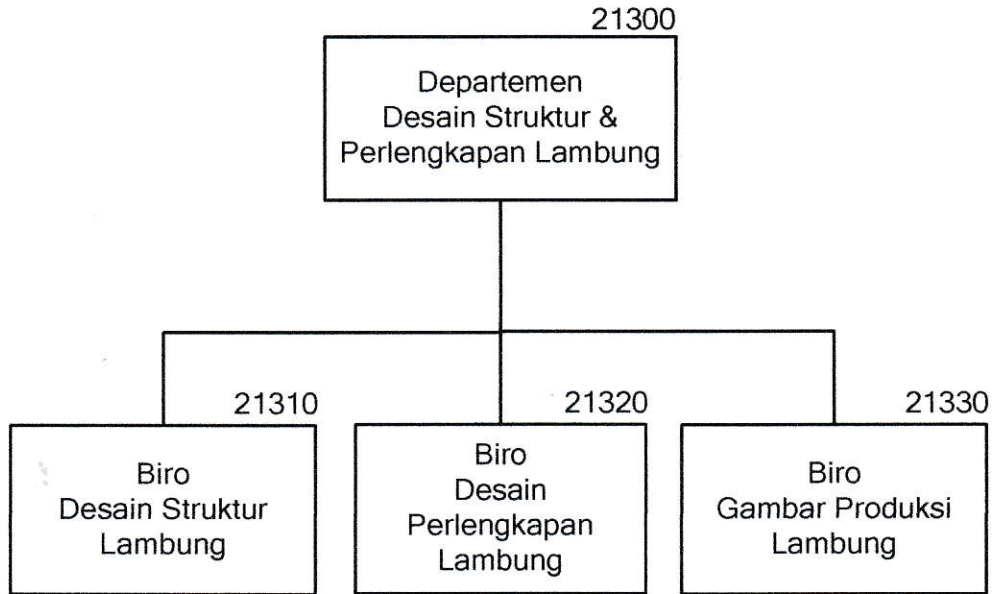 21300
Departemen
Desain Struktur &
Perlengkapan Lambung
21310
Biro
Desain Struktur
Lambung
21320
Biro
Desain
Perlengkapan
Lambung
21330
Biro
Gambar Produksi
Lambung